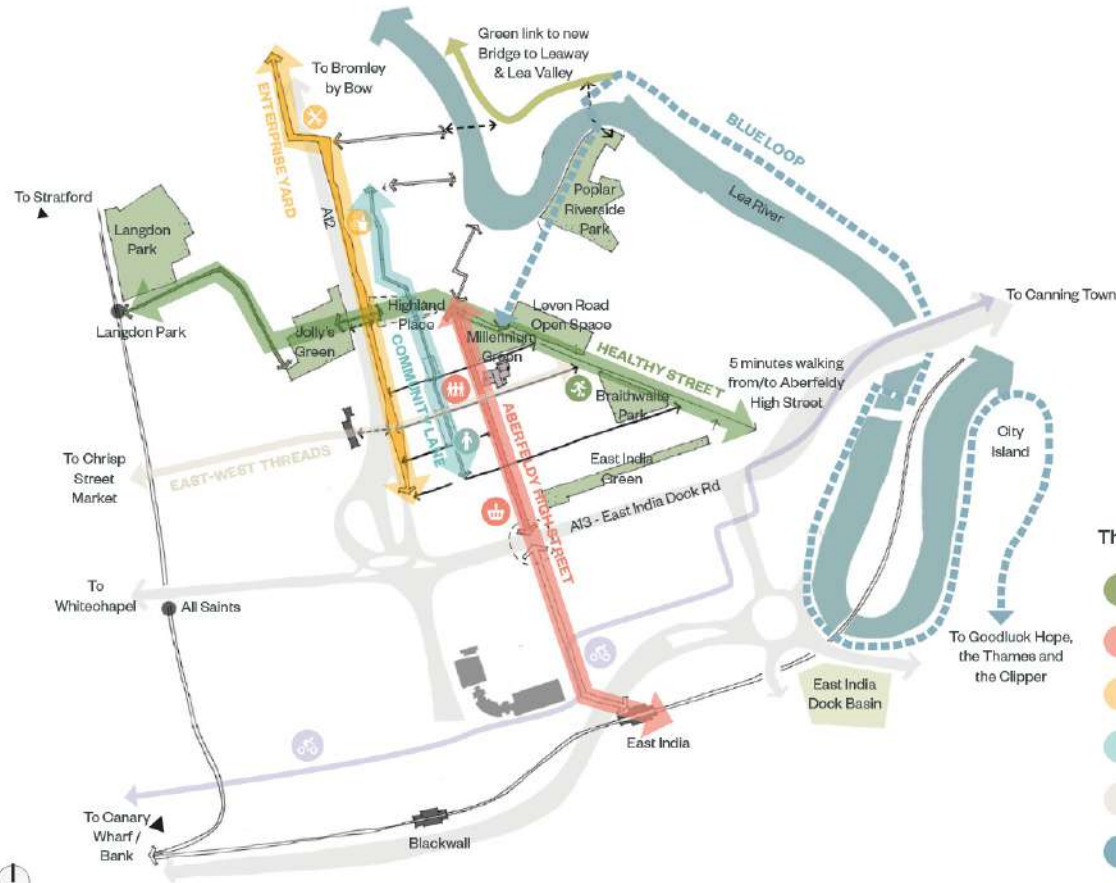 Green link to new
Bridge to Leaway
& Lea Valley
To Bromley
by Bow
ENTERPRISE YARD
BLUE LOOP
To Stratford
Langdon
Park
A12
Poplar
Riverside
Park
Lea River
To Canning Town
Langdon Park
Jolly's
Green
Highland
Place
Leven Road
Open Space
Millennium
Green
HEALTHY STREET
5 minutes walking
from/to Aberfeldy
High Street
COMMUNITY LANE
Braithwaite
Park
ABERFELDY HIGH STREET
To Chrisp
Street
Market
EAST-WEST THREADS
East India
Green
City
Island
A13 - East India Dock Rd
Th
To
Whitechapel
All Saints
To Goodluok Hope,
the Thames and
the Clipper
East India
Dock Basin
East India
To Canary
Wharf /
Bank
Blackwall